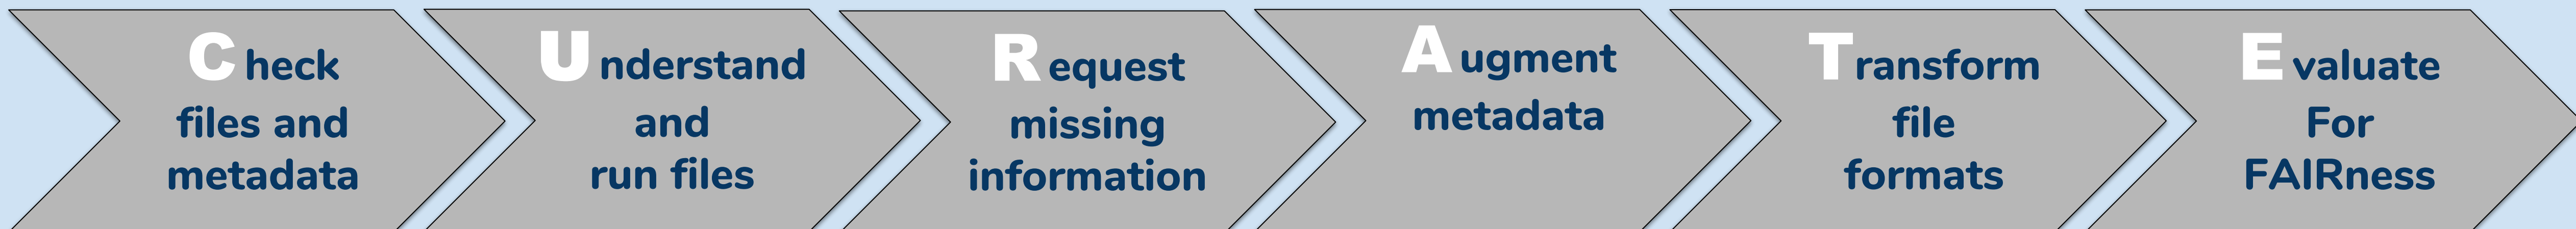 Check
files and
metadata
Understand
and
run files
Request
missing
information
Augment
metadata
Transform
file
formats
Evaluate
For
FAIRness